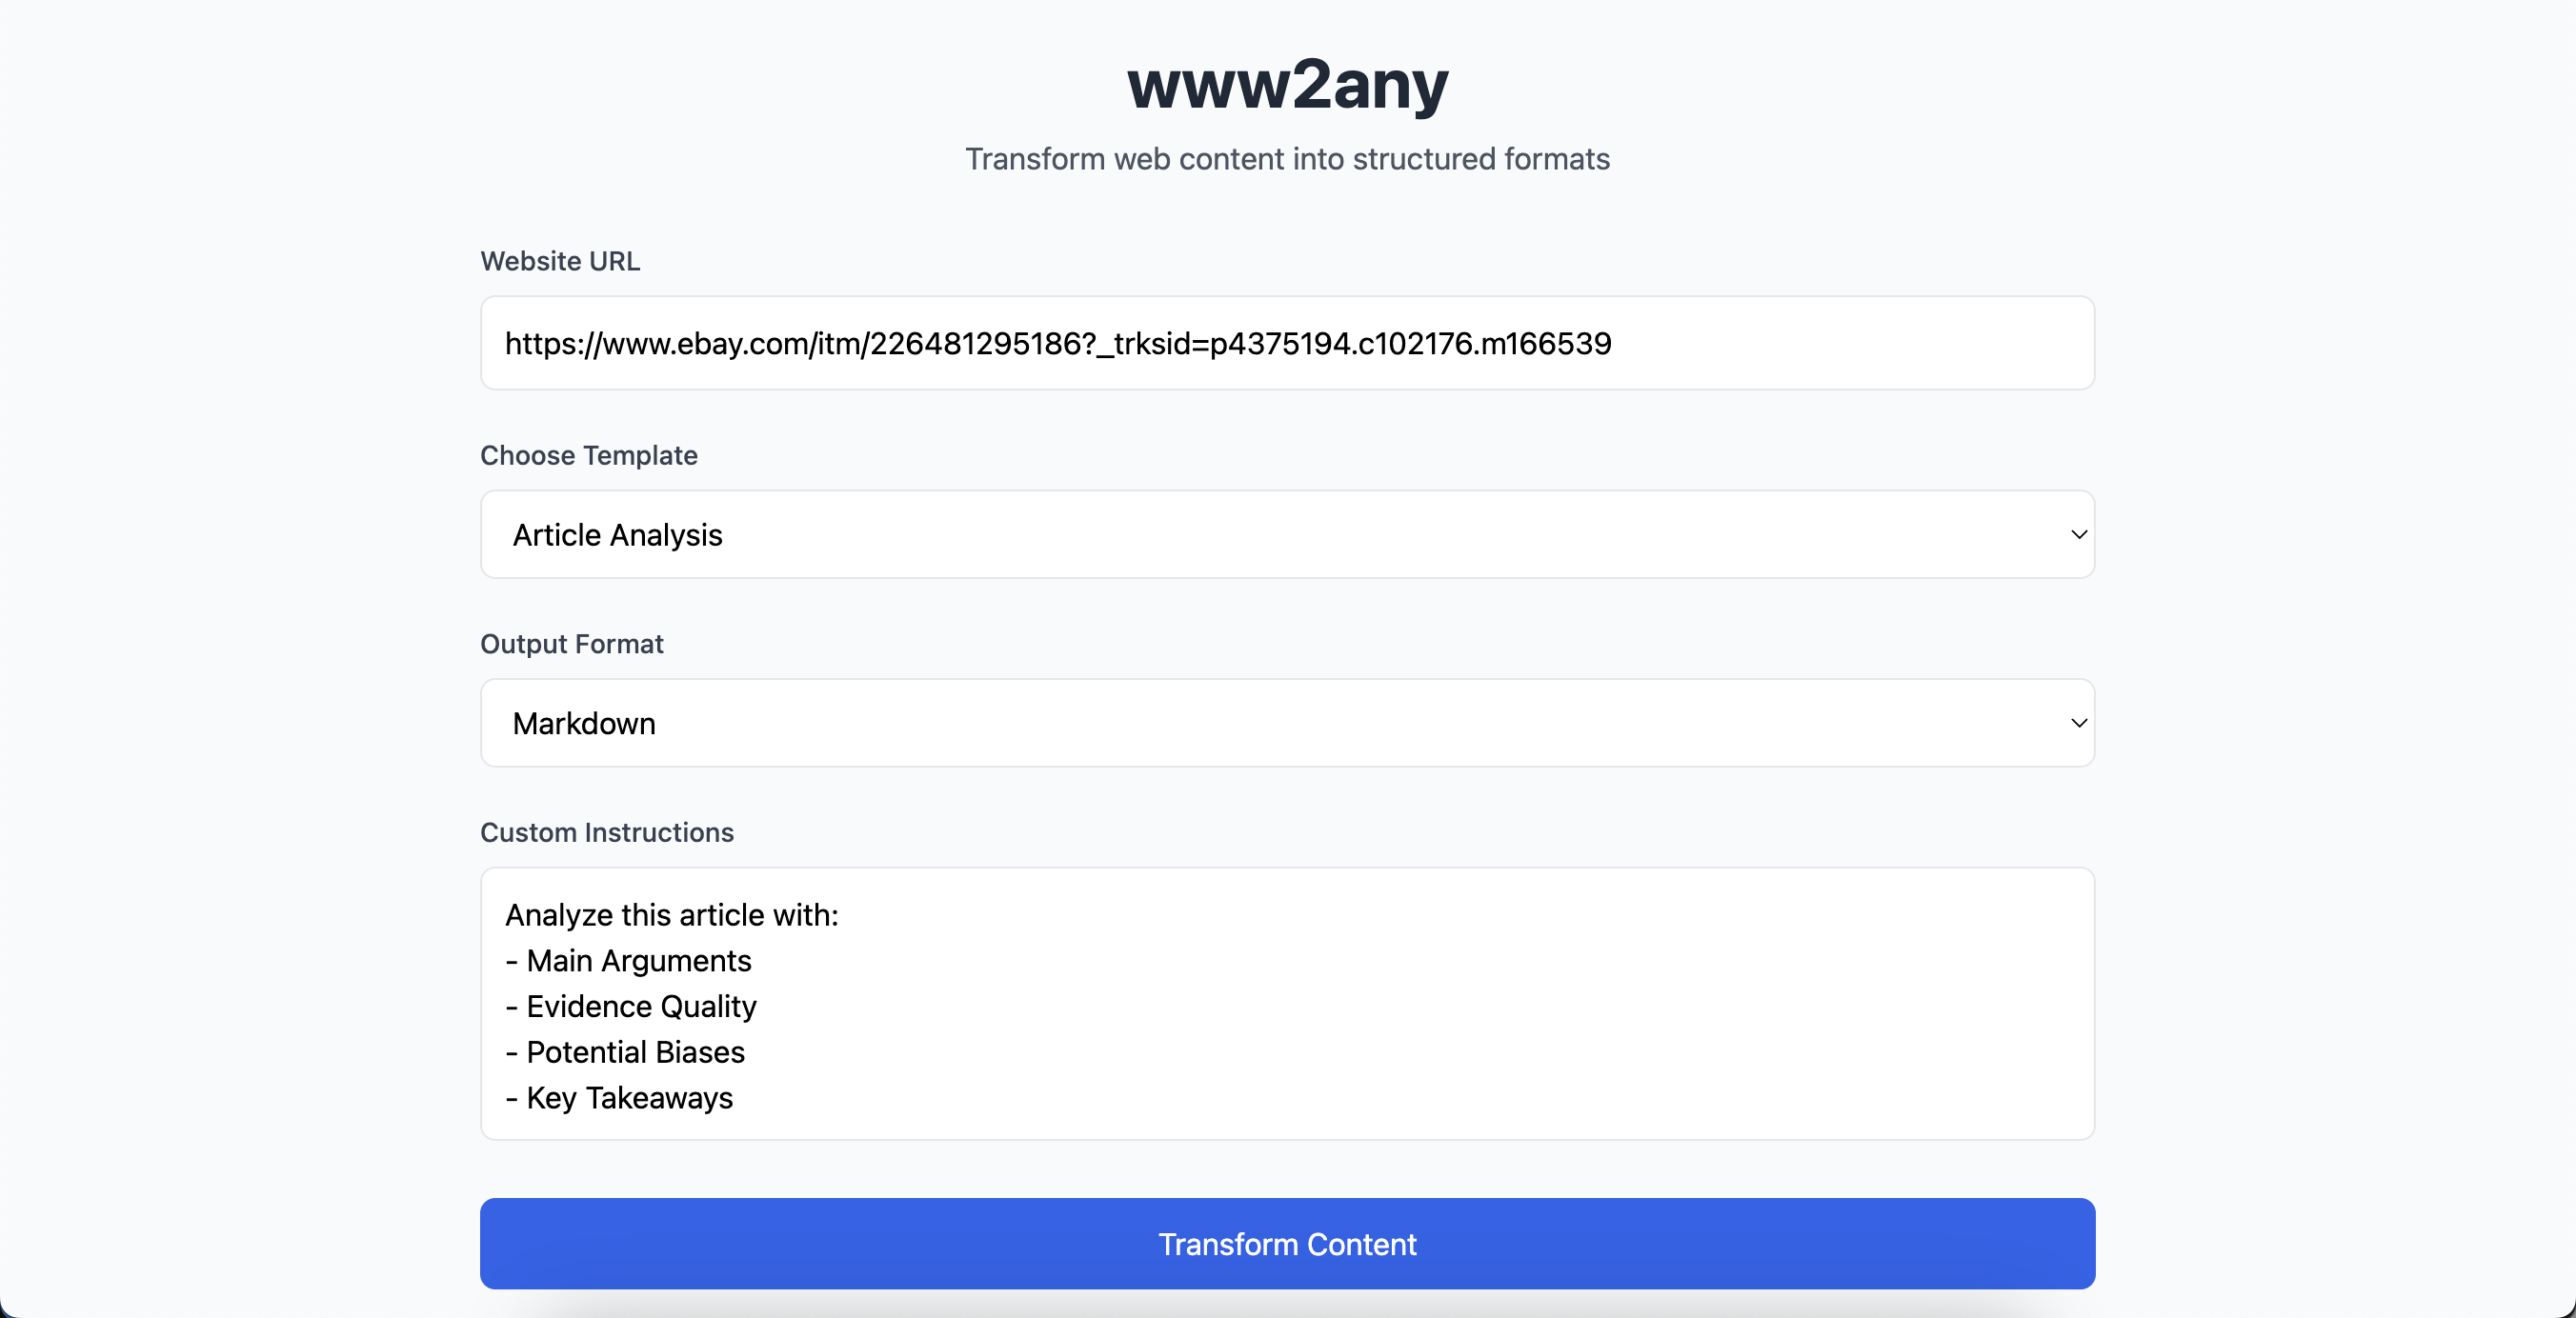 www2any
Transform web content into structured formats
Website URL
https://www.ebay.com/itm/226481295186?_trksid=p4375194.c102176.m166539
Choose Template
Article Analysis
Output Format
Markdown
Custom Instructions
Analyze this article with:
- Main Arguments
- Evidence Quality
- Potential Biases
- Key Takeaways
Transform Content